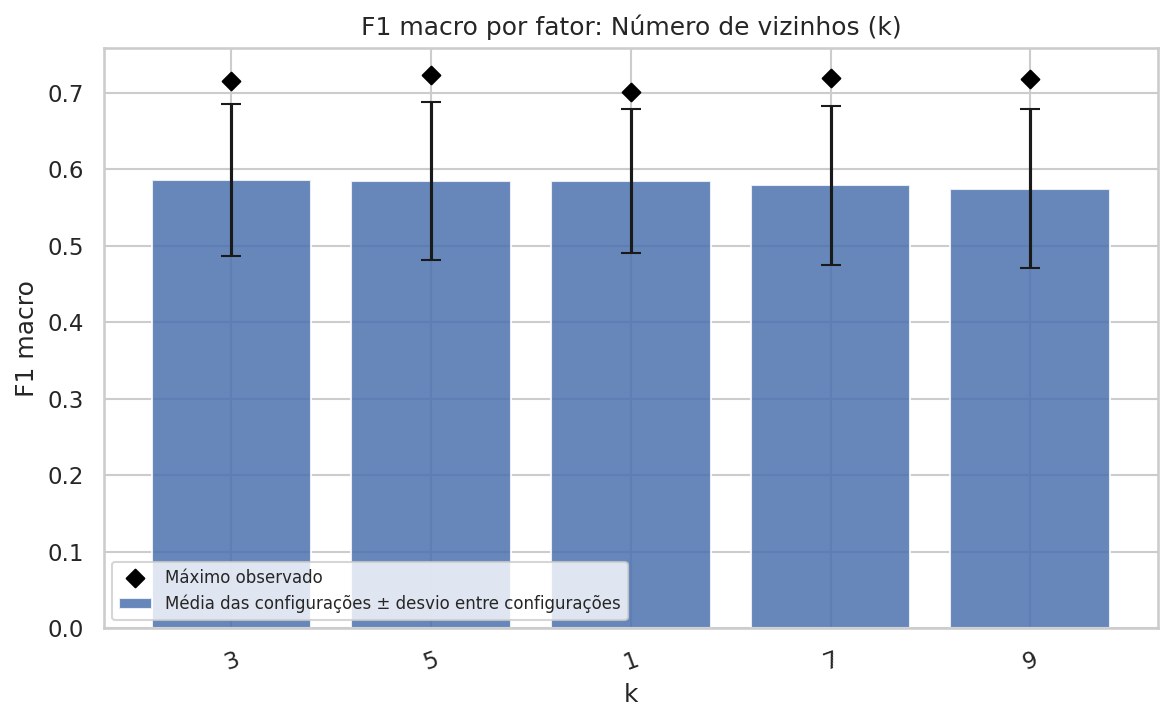 F1 macro por fator: Número de vizinhos (k)
F1 macro
0.7
0.6
0.5
0.4
0.3
0.2
0.1
0.0
Máximo observado
Média das configurações ± desvio entre configurações
3 5 1 7 9
k